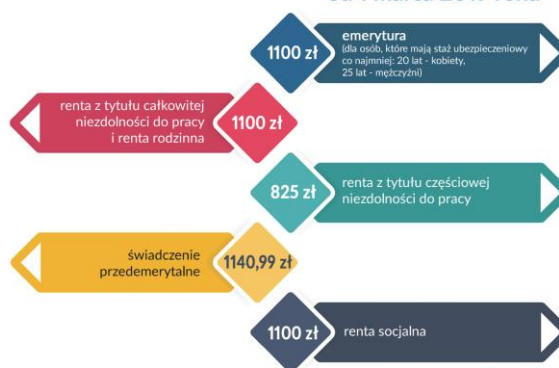 1100 zł
emerytura
(dla osób, które mają staż ubezpieczeniowy
co najmniej: 20 lat - kobiety,
25 lat - mężczyźni)
renta z tytułu całkowitej
niezdolności do pracy
i renta rodzinna
1100 zł
825 zł
renta z tytułu częściowej
niezdolności do pracy
świadczenie
przedemerytalne
1140,99 zł
1100 zł
renta socjalna